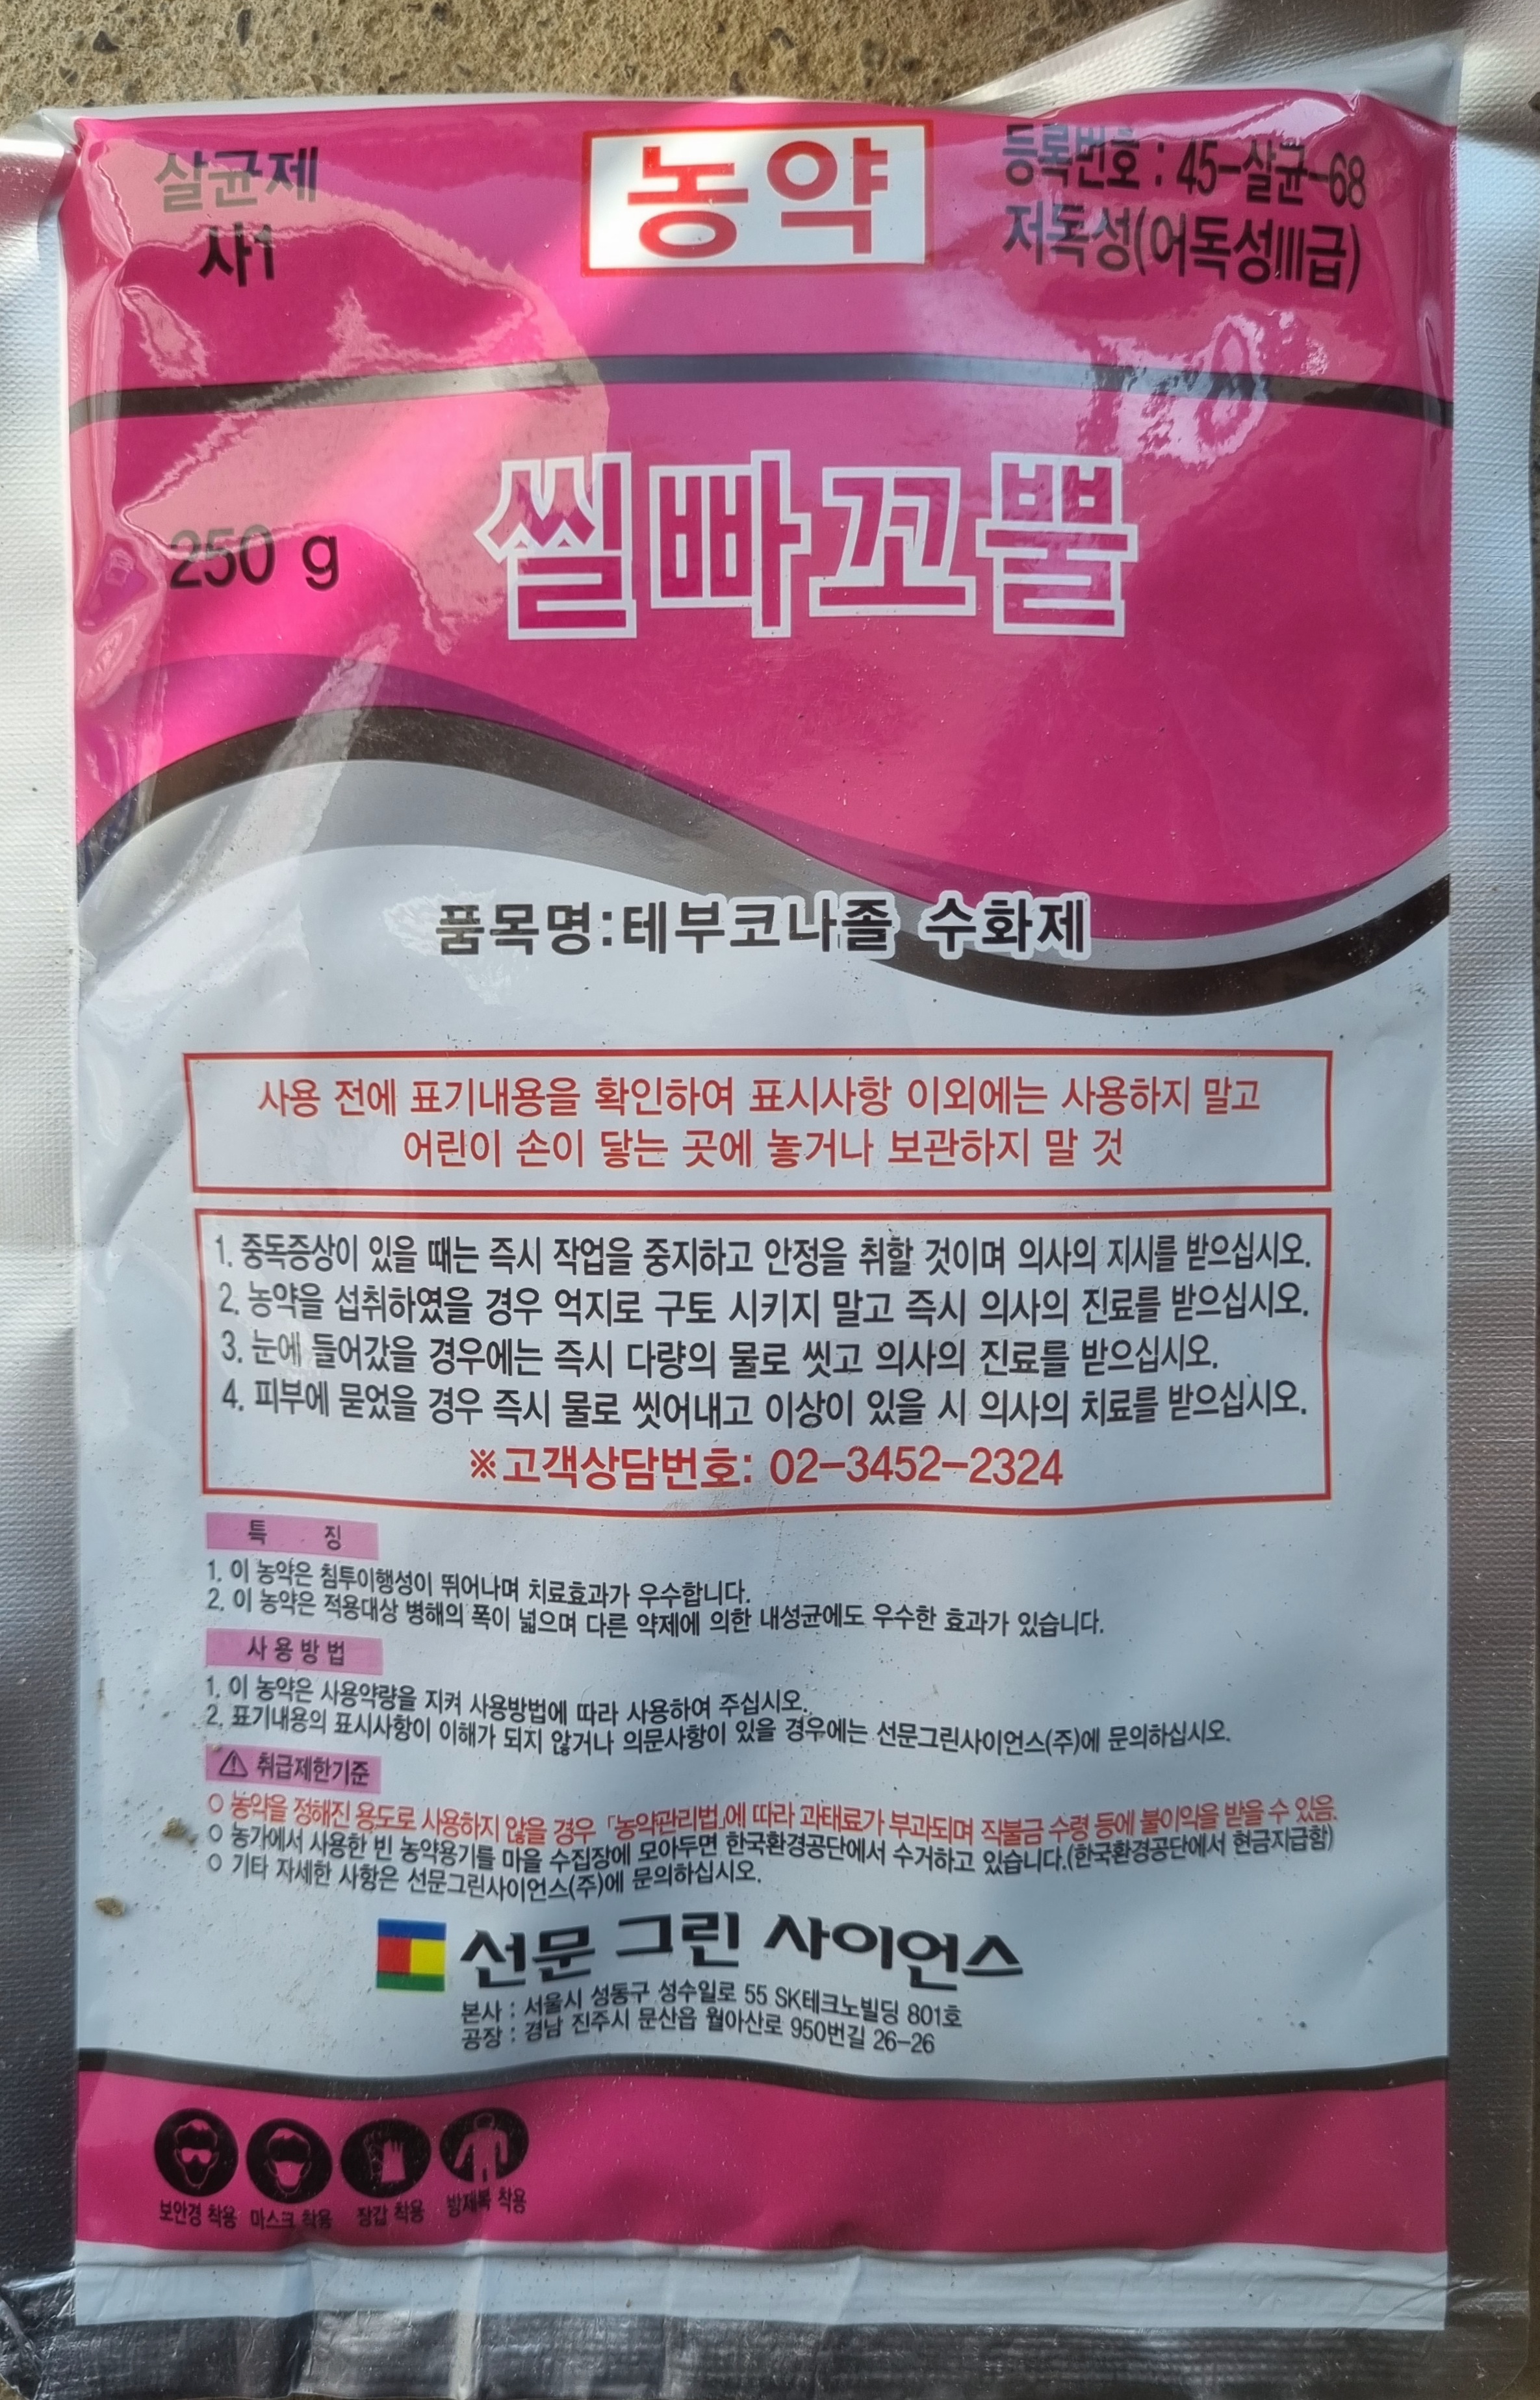 살균제
사1
농약
등록번호 : 45-살균-68
저독성(어독성Ⅲ급)
250 g
씰빠꼬뿔
품목명:테부코나졸 수화제
사용 전에 표기내용을 확인하여 표시사항 이외에는 사용하지 말고
어린이 손이 닿는 곳에 놓거나 보관하지 말 것
1. 중독증상이 있을 때는 즉시 작업을 중지하고 안정을 취할 것이며 의사의 지시를 받으십시오.
2. 농약을 섭취하였을 경우 억지로 구토 시키지 말고 즉시 의사의 진료를 받으십시오.
3. 눈에 들어갔을 경우에는 즉시 다량의 물로 씻고 의사의 진료를 받으십시오.
4. 피부에 묻었을 경우 즉시 물로 씻어내고 이상이 있을 시 의사의 치료를 받으십시오.
※고객상담번호: 02-3452-2324
특 징
1. 이 농약은 침투이행성이 뛰어나며 치료효과가 우수합니다.
2. 이 농약은 적용대상 병해의 폭이 넓으며 다른 약제에 의한 내성균에도 우수한 효과가 있습니다.
사용방법
1. 이 농약은 사용약량을 지켜 사용방법에 따라 사용하여 주십시오.
2. 표기내용의 표시사항이 이해가 되지 않거나 의문사항이 있을 경우에는 선문그린사이언스(주)에 문의하십시오.
⚠ 취급제한기준
○ 농약을 정해진 용도로 사용하지 않을 경우 「농약관리법」에 따라 과태료가 부과되며 직불금 수령 등에 불이익을 받을 수 있음.
○ 농가에서 사용한 빈 농약용기를 마을 수집장에 모아두면 한국환경공단에서 수거하고 있습니다.(한국환경공단에서 현금지급함)
○ 기타 자세한 사항은 선문그린사이언스(주)에 문의하십시오.
선문그린사이언스
본사 : 서울시 성동구 성수일로 55 SK테크노빌딩 801호
공장 : 경남 진주시 문산읍 월아산로 950번길 26-26
보안경 착용 마스크 착용 장갑 착용 방제복 착용